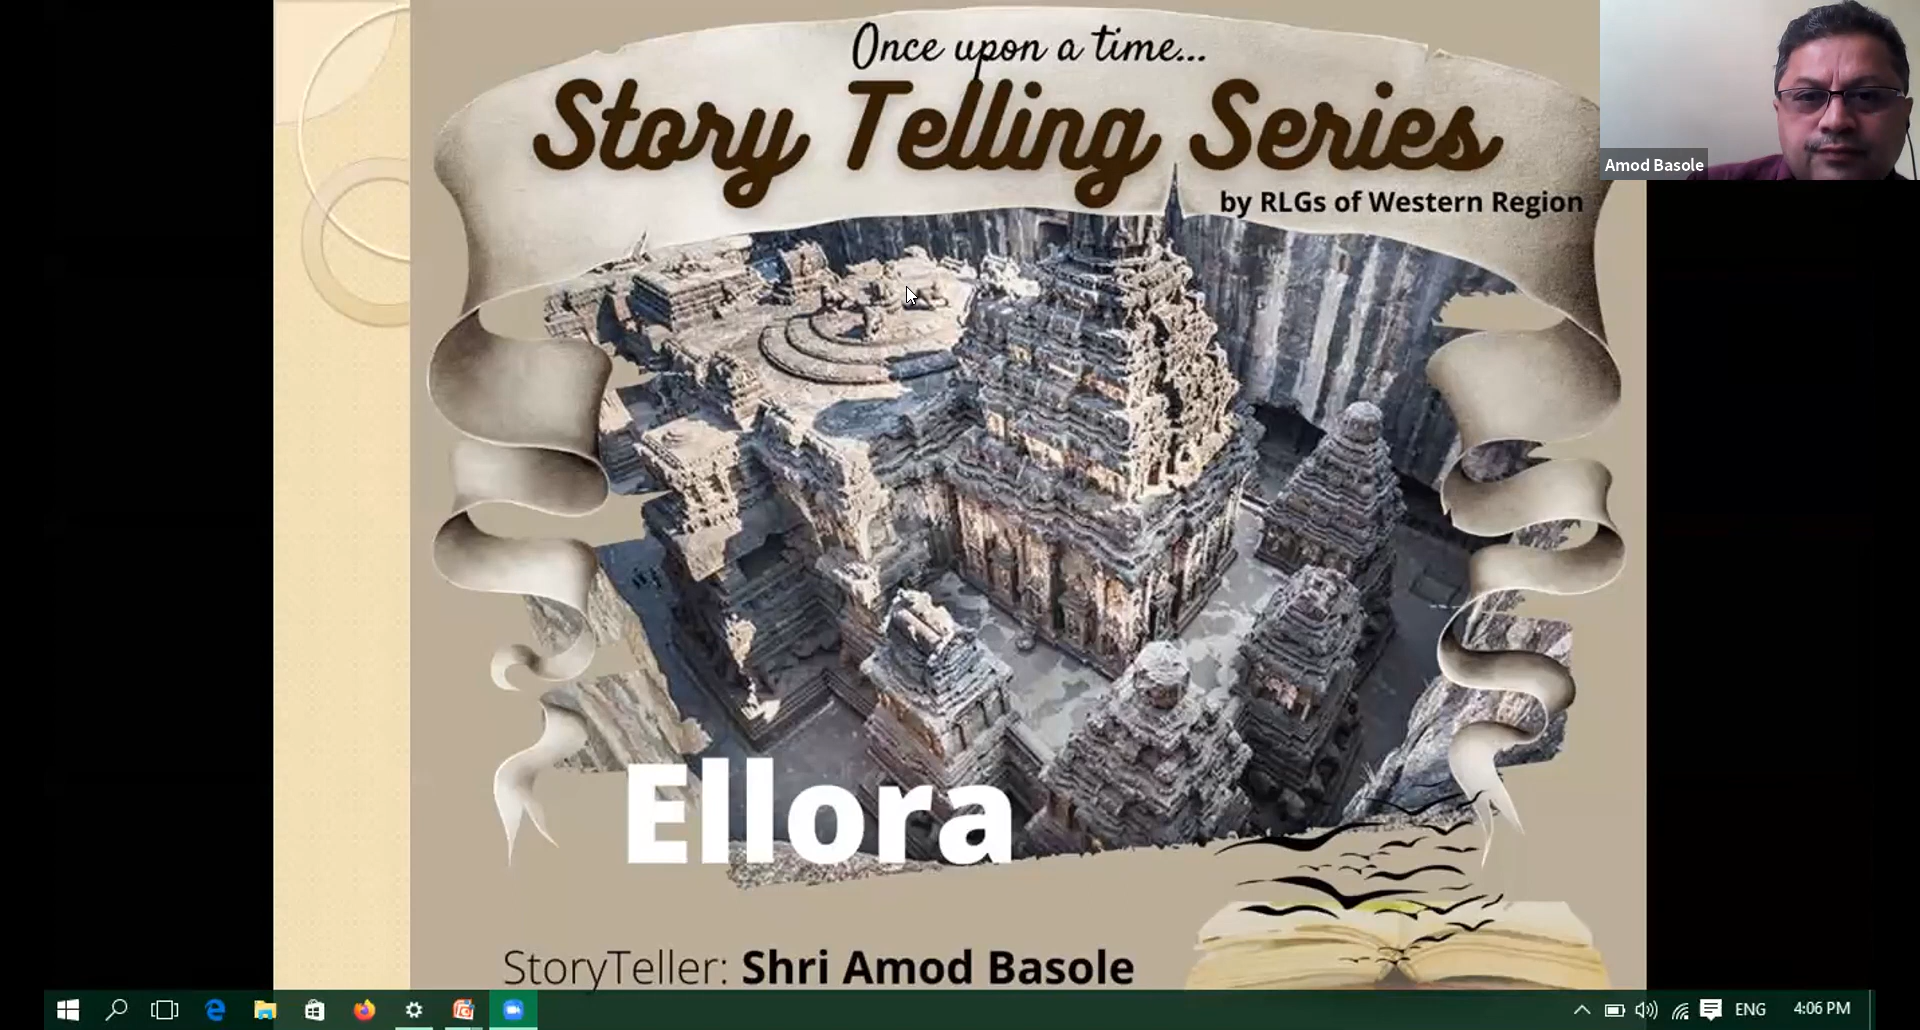 Once upon a time...
Story Telling Series
by RLGs of Western Region
Amod Basole
Ellora
StoryTeller: Shri Amod Basole
ENG
4:06 PM